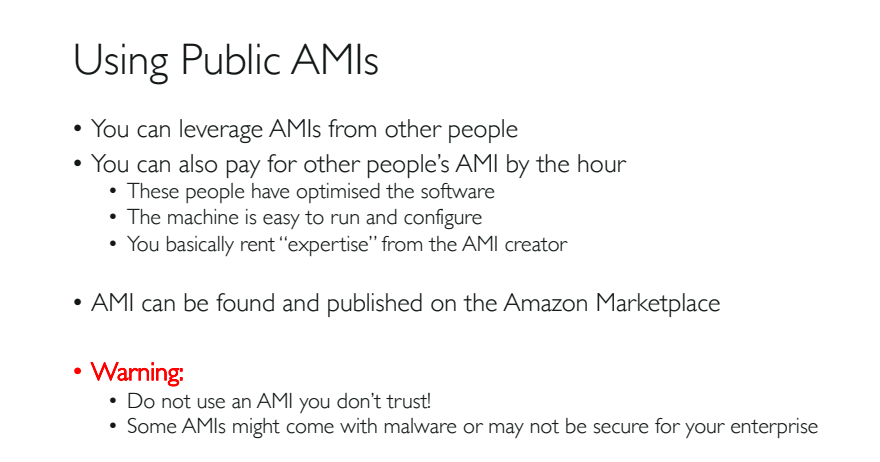 Using Public AMIs
• You can leverage AMIs from other people
• You can also pay for other people's AMI by the hour
• These people have optimised the software
• The machine is easy to run and configure
• You basically rent "expertise" from the AMI creator
• AMI can be found and published on the Amazon Marketplace
• Warning:
• Do not use an AMI you don't trust!
• Some AMIs might come with malware or may not be secure for your enterprise